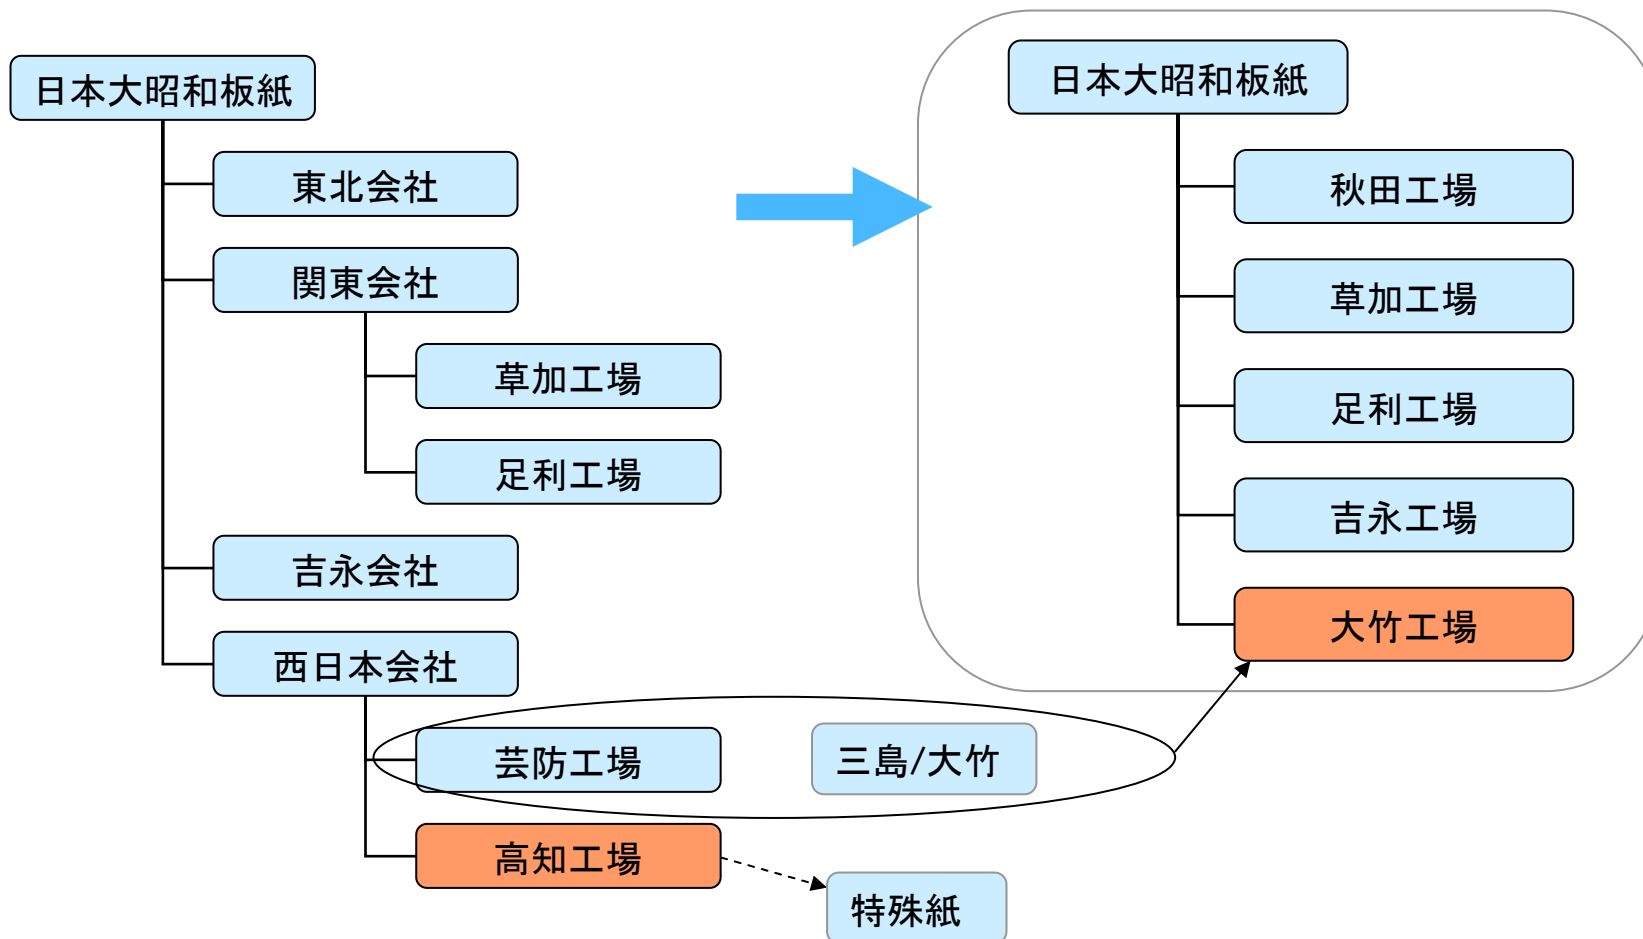 日本大昭和板紙
東北会社
関東会社
草加工場
足利工場
吉永会社
西日本会社
芸防工場
三島/大竹
高知工場
特殊紙
日本大昭和板紙
秋田工場
草加工場
足利工場
吉永工場
大竹工場